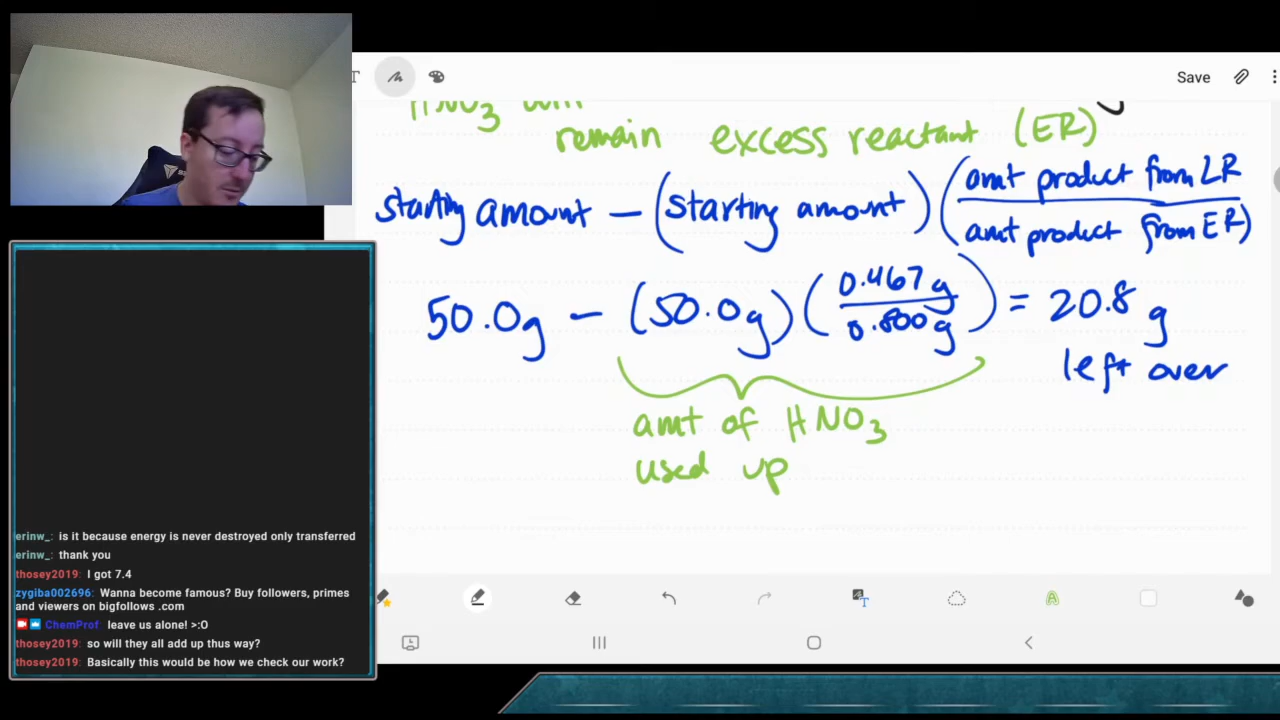 T
Save
HNO3 will
remain excess reactant (ER)
starting amount - (starting amount) (amt product from LR / amt product from ER)
50.0g - (50.0g) (0.467 g / 0.800 g) = 20.8 g
left over
amt of HNO3
used up
erinw_: is it because energy is never destroyed only transferred
erinw_: thank you
thosey2019: I got 7.4
zygiba002696: Wanna become famous? Buy followers, primes
and viewers on bigfollows .com
ChemProf: leave us alone! >:O
thosey2019: so will they all add up thus way?
thosey2019: Basically this would be how we check our work?